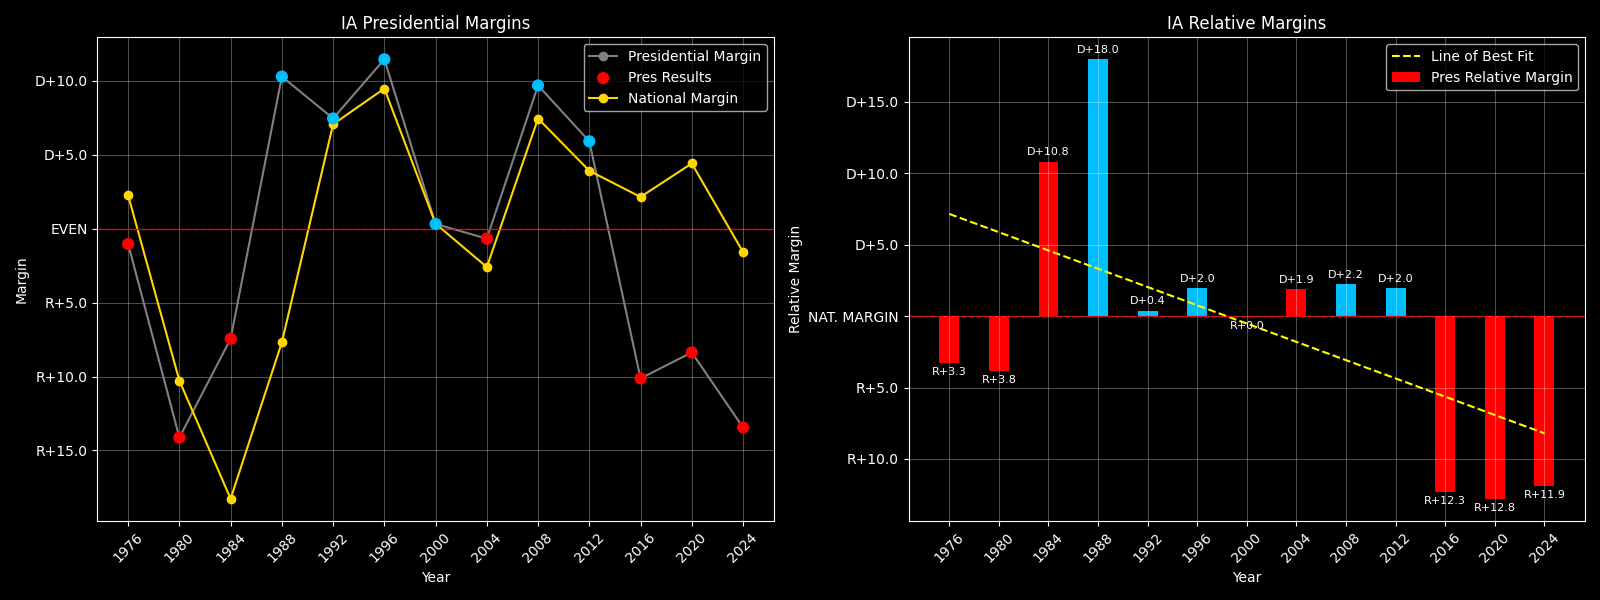 IA Presidential Margins
Presidential Margin
Pres Results
National Margin
D+10.0
D+5.0
EVEN
R+5.0
R+10.0
R+15.0
Margin
1976
1980
1984
1988
1992
1996
2000
2004
2008
2012
2016
2020
2024
Year
IA Relative Margins
Line of Best Fit
Pres Relative Margin
D+15.0
D+10.0
D+5.0
NAT. MARGIN
R+5.0
R+10.0
Relative Margin
R+3.3
R+3.8
D+10.8
D+18.0
D+0.4
D+2.0
R+0.0
D+1.9
D+2.2
D+2.0
R+12.3
R+12.8
R+11.9
1976
1980
1984
1988
1992
1996
2000
2004
2008
2012
2016
2020
2024
Year